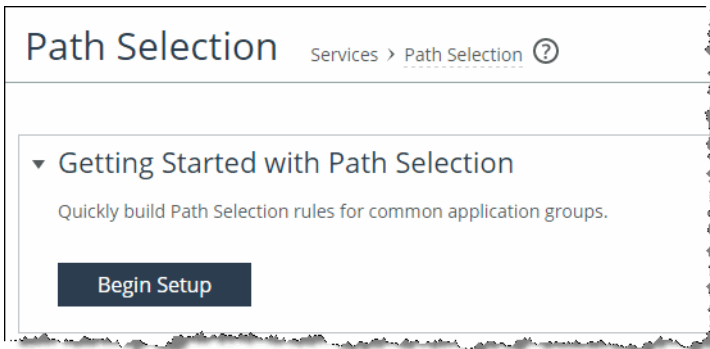 Path Selection Services > Path Selection ?
Getting Started with Path Selection
Quickly build Path Selection rules for common application groups.
Begin Setup